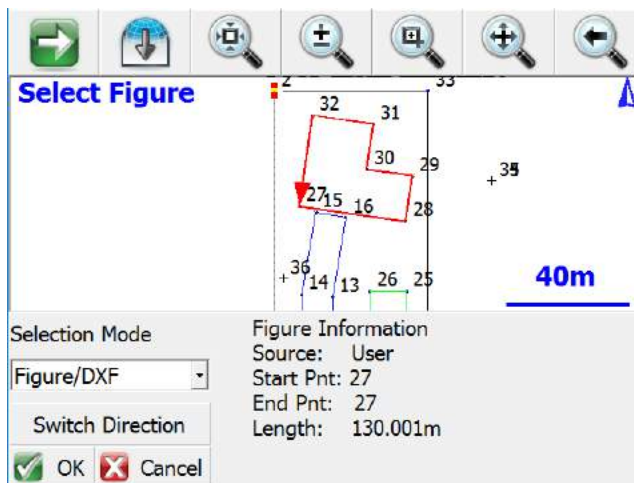 Select Figure
2
33
32
31
30
29
35
27
15
16
28
36
14
13
26
25
40m
Selection Mode
Figure/DXF
Switch Direction
OK
Cancel
Figure Information
Source: User
Start Pnt: 27
End Pnt: 27
Length: 130.001m